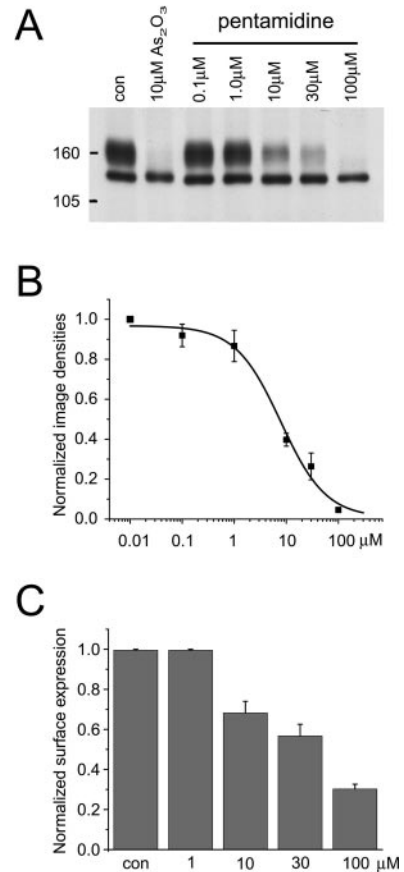 A
pentamidine
con
10μM As₂O₃
0.1μM
1.0μM
10μM
30μM
100μM
160
105
B
Normalized image densities
1.0
0.8
0.6
0.4
0.2
0.0
0.01 0.1 1 10 100 μM
C
Normalized surface expression
1.0
0.8
0.6
0.4
0.2
0.0
con 1 10 30 100 μM